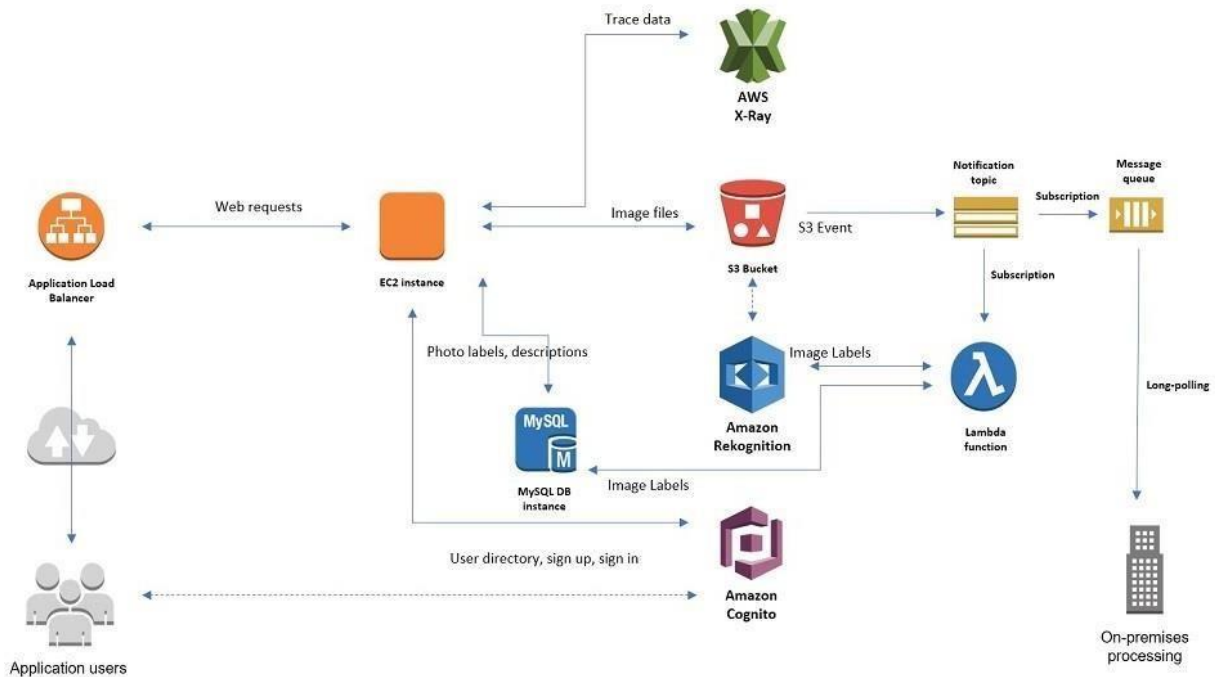 Trace data
AWS
X-Ray
Notification
topic
Message
queue
Web requests
Image files
S3 Event
Subscription
Application Load
Balancer
EC2 instance
S3 Bucket
Subscription
Photo labels, descriptions
Image Labels
Long-polling
MySQL
M
Amazon
Rekognition
Lambda
function
MySQL DB
instance
Image Labels
User directory, sign up, sign in
Amazon
Cognito
Application users
On-premises
processing